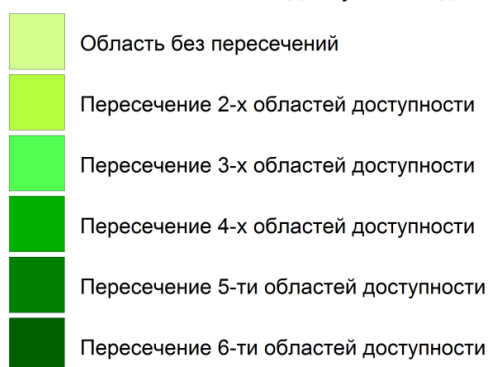 Область без пересечений
Пересечение 2-х областей доступности
Пересечение 3-х областей доступности
Пересечение 4-х областей доступности
Пересечение 5-ти областей доступности
Пересечение 6-ти областей доступности